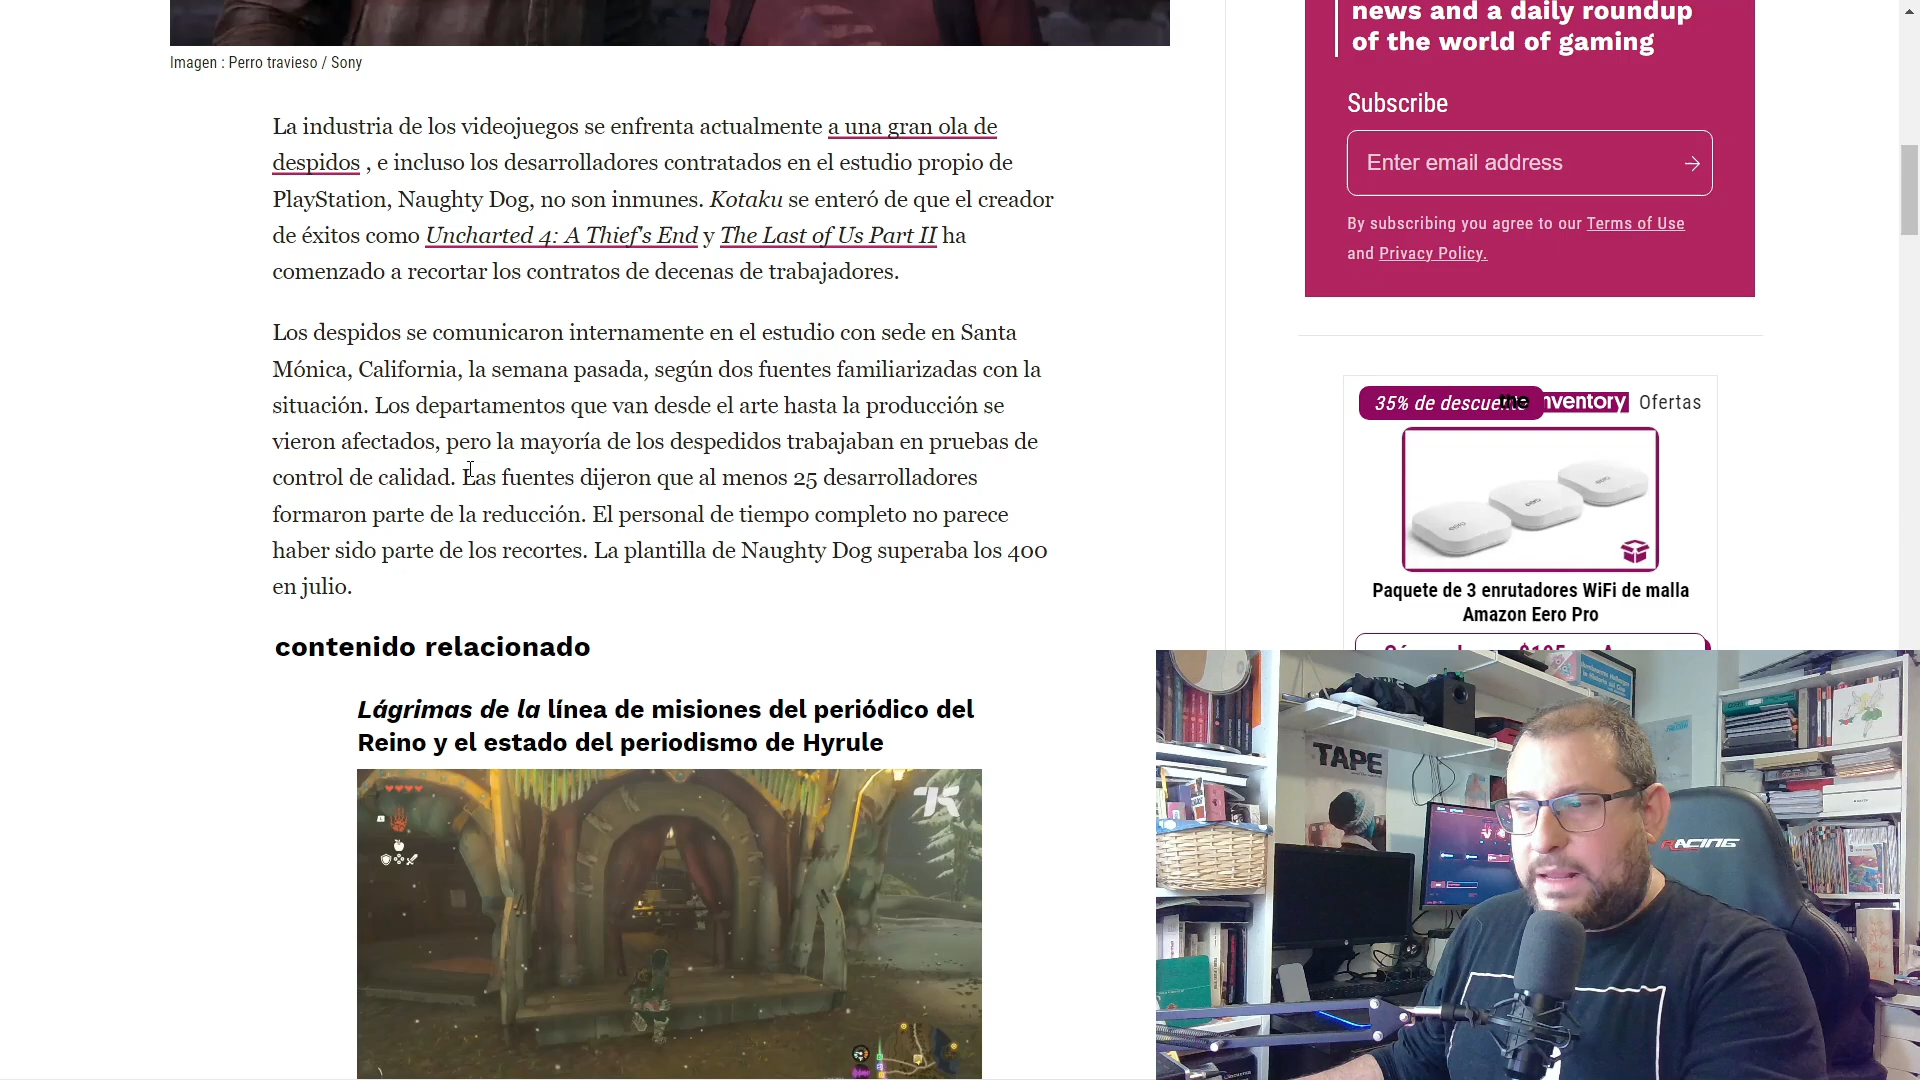 news and a daily roundup
of the world of gaming
Imagen : Perro travieso / Sony
Subscribe
Enter email address
By subscribing you agree to our Terms of Use
and Privacy Policy.
La industria de los videojuegos se enfrenta actualmente a una gran ola de
despidos , e incluso los desarrolladores contratados en el estudio propio de
PlayStation, Naughty Dog, no son inmunes. Kotaku se enteró de que el creador
de éxitos como Uncharted 4: A Thief's End y The Last of Us Part II ha
comenzado a recortar los contratos de decenas de trabajadores.
Los despidos se comunicaron internamente en el estudio con sede en Santa
Mónica, California, la semana pasada, según dos fuentes familiarizadas con la
situación. Los departamentos que van desde el arte hasta la producción se
vieron afectados, pero la mayoría de los despedidos trabajaban en pruebas de
control de calidad. Las fuentes dijeron que al menos 25 desarrolladores
formaron parte de la reducción. El personal de tiempo completo no parece
haber sido parte de los recortes. La plantilla de Naughty Dog superaba los 400
en julio.
35% de descuento
the inventory Ofertas
eero
eero
eero
Paquete de 3 enrutadores WiFi de malla
Amazon Eero Pro
contenido relacionado
Lágrimas de la línea de misiones del periódico del
Reino y el estado del periodismo de Hyrule
TAPE
RACING